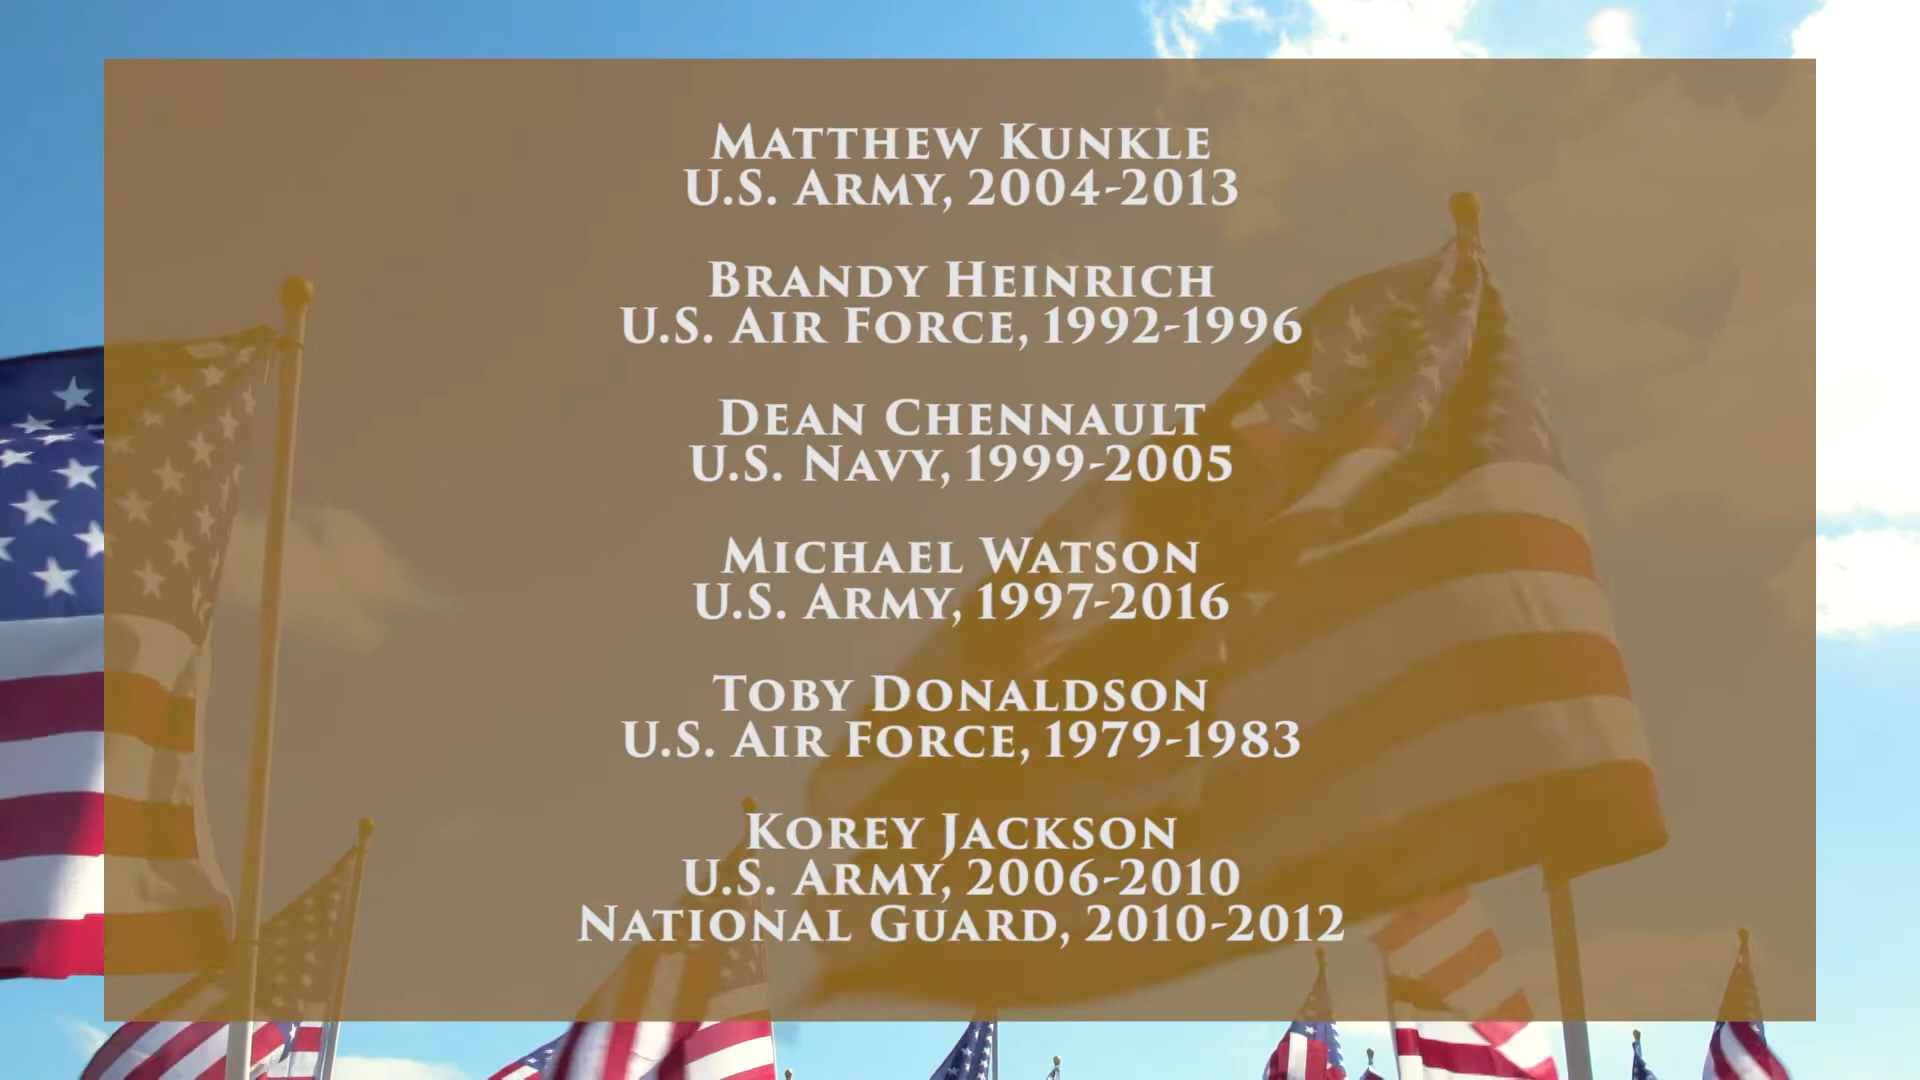 Matthew Kunkle
U.S. Army, 2004-2013
Brandy Heinrich
U.S. Air Force, 1992-1996
Dean Chennault
U.S. Navy, 1999-2005
Michael Watson
U.S. Army, 1997-2016
Toby Donaldson
U.S. Air Force, 1979-1983
Korey Jackson
U.S. Army, 2006-2010
National Guard, 2010-2012